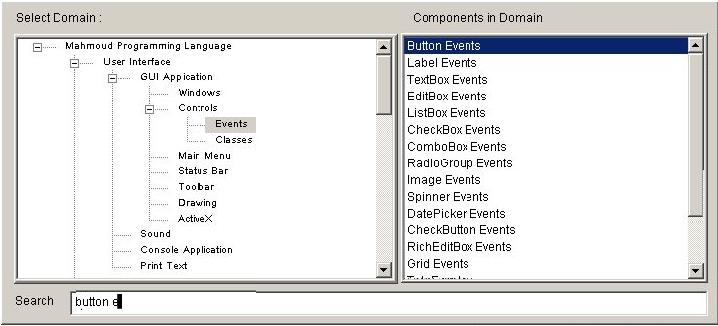 Select Domain :
Components in Domain
Mahmoud Programming Language
User Interface
GUI Application
Windows
Controls
Events
Classes
Main Menu
Status Bar
Toolbar
Drawing
ActiveX
Sound
Console Application
Print Text
Button Events
Label Events
TextBox Events
EditBox Events
ListBox Events
CheckBox Events
ComboBox Events
RadioGroup Events
Image Events
Spinner Events
DatePicker Events
CheckButton Events
RichEditBox Events
Grid Events
Search
button e